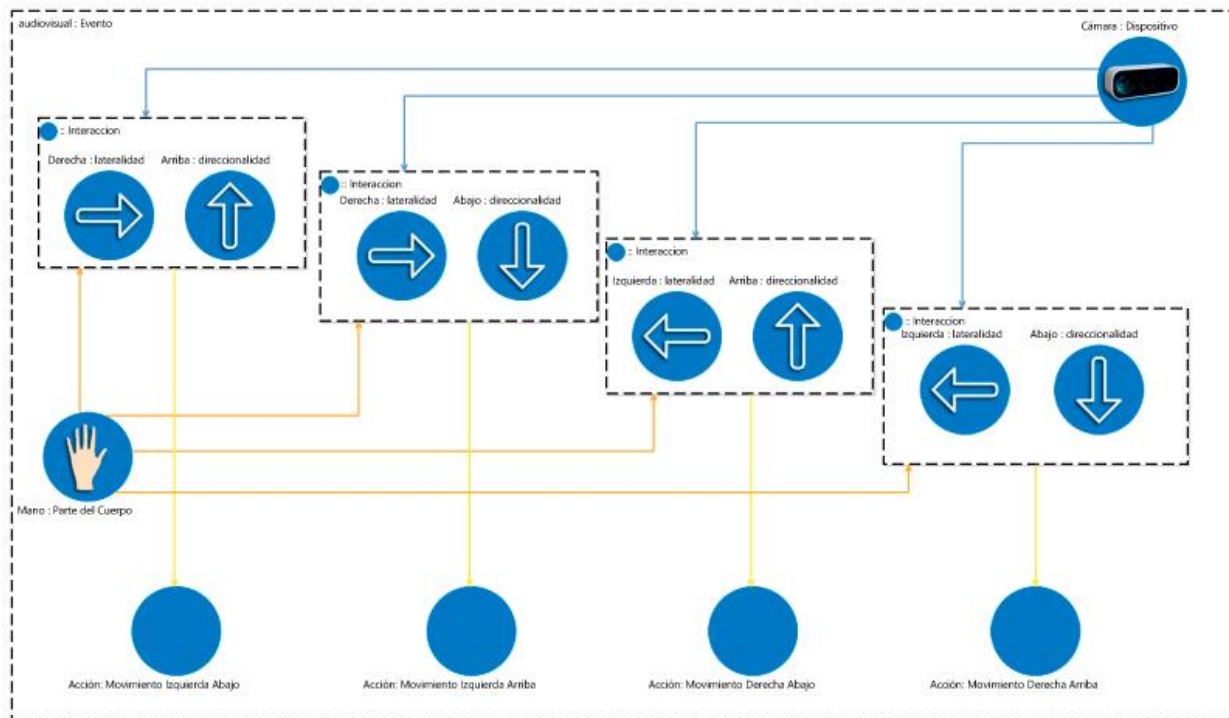 audiovisual : Evento
Cámara : Dispositivo
: Interaccion
Derecha : lateralidad
Arriba : direccionalidad
:: Interaccion
Derecha : lateralidad
Abajo : direccionalidad
: Interaccion
Izquierda : lateralidad
Arriba : direccionalidad
: Interaccion
Izquierda : lateralidad
Abajo : direccionalidad
Mano : Parte del Cuerpo
Acción: Movimiento Izquierda Abajo
Acción: Movimiento Izquierda Arriba
Acción: Movimiento Derecha Abajo
Acción: Movimiento Derecha Arriba